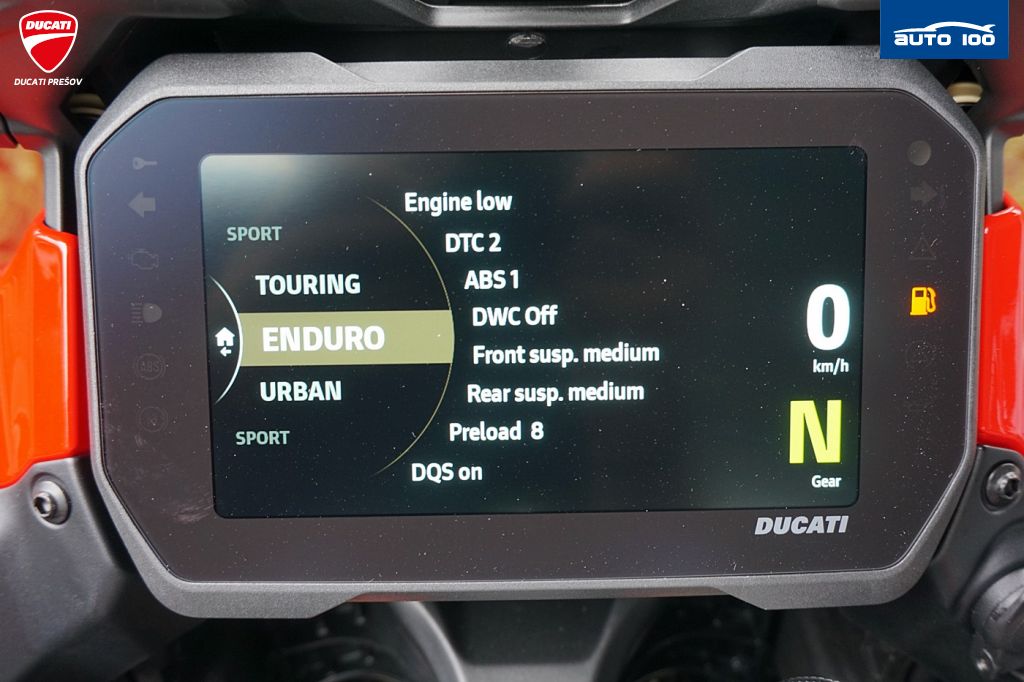 DUCATI
DUCATI PREŠOV
AUTO 100
SPORT
TOURING
ENDURO
URBAN
SPORT
Engine low
DTC 2
ABS 1
DWC Off
Front susp. medium
Rear susp. medium
Preload 8
DQS on
0
km/h
N
Gear
ABS
DUCATI